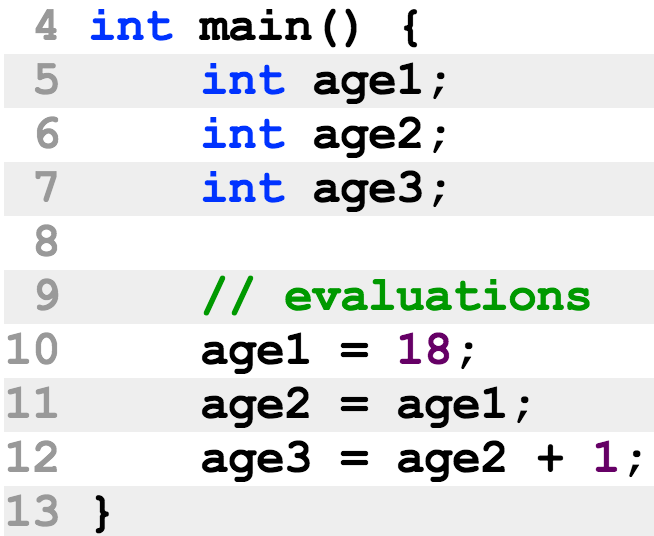 4 int main() {
5 int age1;
6 int age2;
7 int age3;
8
9 // evaluations
10 age1 = 18;
11 age2 = age1;
12 age3 = age2 + 1;
13 }